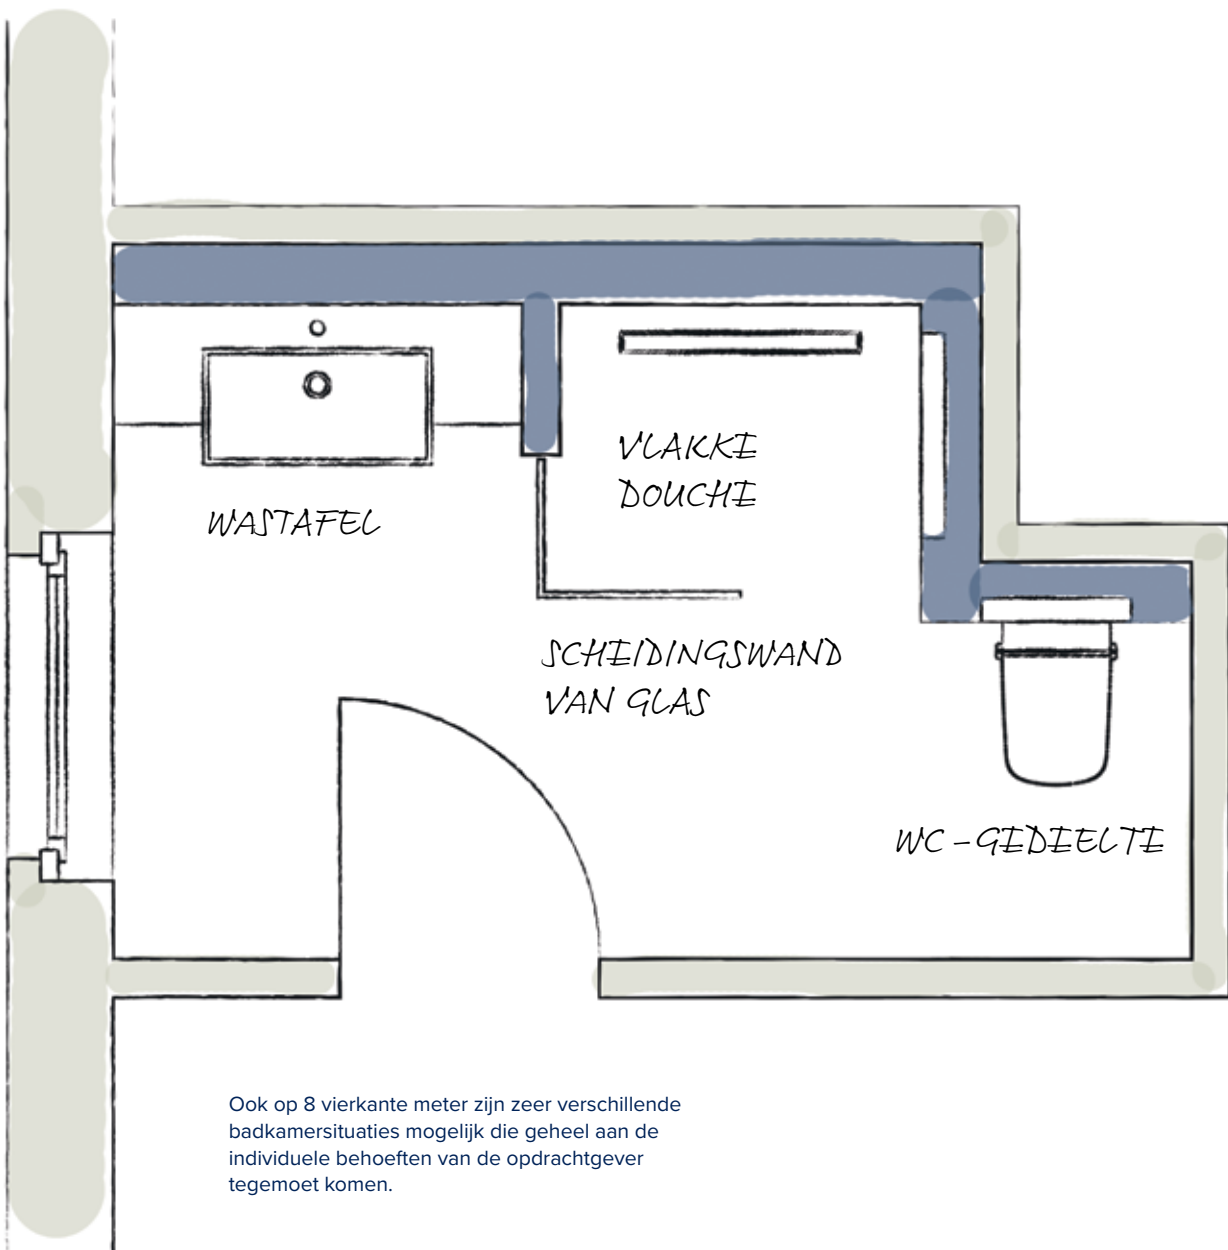 VLAKKE
DOUCHE
WASTAFEL
SCHEIDINGSWAND
VAN GLAS
WC-GEDEELTE
Ook op 8 vierkante meter zijn zeer verschillende
badkamersituaties mogelijk die geheel aan de
individuele behoeften van de opdrachtgever
tegemoet komen.